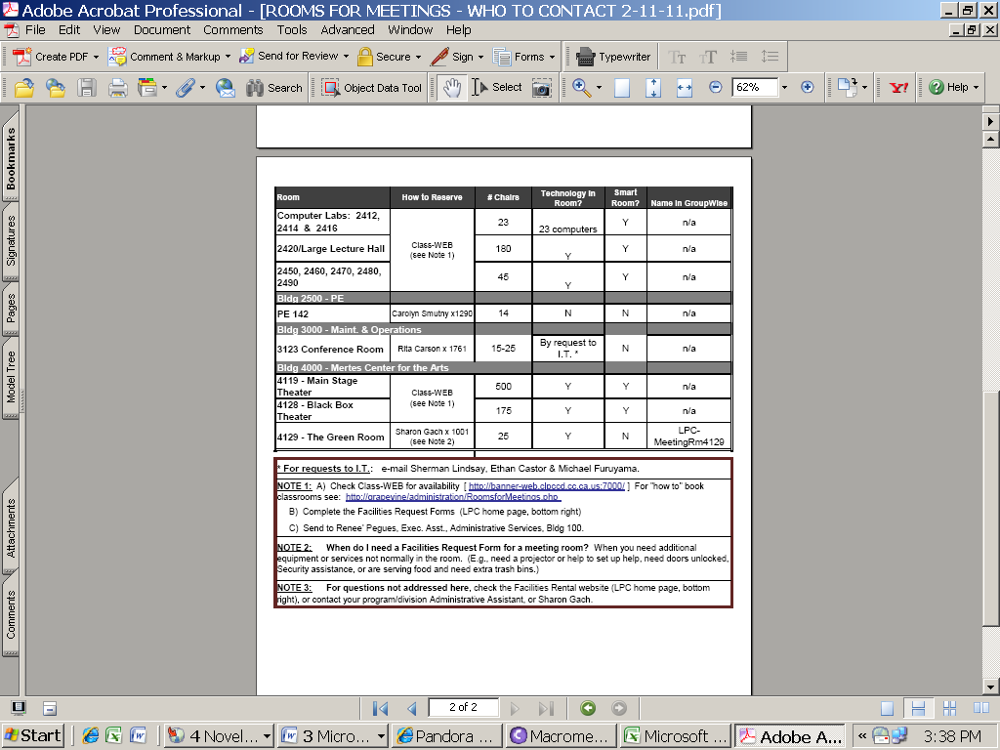 Adobe Acrobat Professional - [ROOMS FOR MEETINGS - WHO TO CONTACT 2-11-11.pdf]
File Edit View Document Comments Tools Advanced Window Help
Create PDF Comment & Markup Send for Review Secure Sign Forms Typewriter
Search Object Data Tool Select 62% Y! Help
Bookmarks
Signatures
Pages
Model Tree
Attachments
Comments
Room How to Reserve # Chairs Technology in Room? Smart Room? Name in GroupWise
Computer Labs: 2412, 2414 & 2416 Class-WEB (see Note 1) 23 23 computers Y n/a
2420/Large Lecture Hall 180 Y Y n/a
2450, 2460, 2470, 2480, 2490 45 Y Y n/a
Bldg 2500 - PE
PE 142 Carolyn Smutny x1290 14 N N n/a
Bldg 3000 - Maint. & Operations
3123 Conference Room Rita Carson x 1761 15-25 By request to I.T. * N n/a
Bldg 4000 - Mertes Center for the Arts
4119 - Main Stage Theater Class-WEB (see Note 1) 500 Y Y n/a
4128 - Black Box Theater 175 Y Y n/a
4129 - The Green Room Sharon Gach x 1001 (see Note 2) 25 Y N LPC-MeetingRm4129
* For requests to I.T.: e-mail Sherman Lindsay, Ethan Castor & Michael Furuyama.
NOTE 1: A) Check Class-WEB for availability [ http://banner-web.clpccd.cc.ca.us:7000/ ] For "how to" book
classrooms see: http://grapevine/administration/RoomsforMeetings.php
B) Complete the Facilities Request Forms (LPC home page, bottom right)
C) Send to Renee' Pegues, Exec. Asst., Administrative Services, Bldg 100.
NOTE 2: When do I need a Facilities Request Form for a meeting room? When you need additional
equipment or services not normally in the room. (E.g., need a projector or help to set up help, need doors unlocked,
Security assistance, or are serving food and need extra trash bins.)
NOTE 3: For questions not addressed here, check the Facilities Rental website (LPC home page, bottom
right), or contact your program/division Administrative Assistant, or Sharon Gach.
2 of 2
Start 4 Novel... 3 Micro... Pandora ... Macrome... Microsoft ... Adobe A... « 3:38 PM